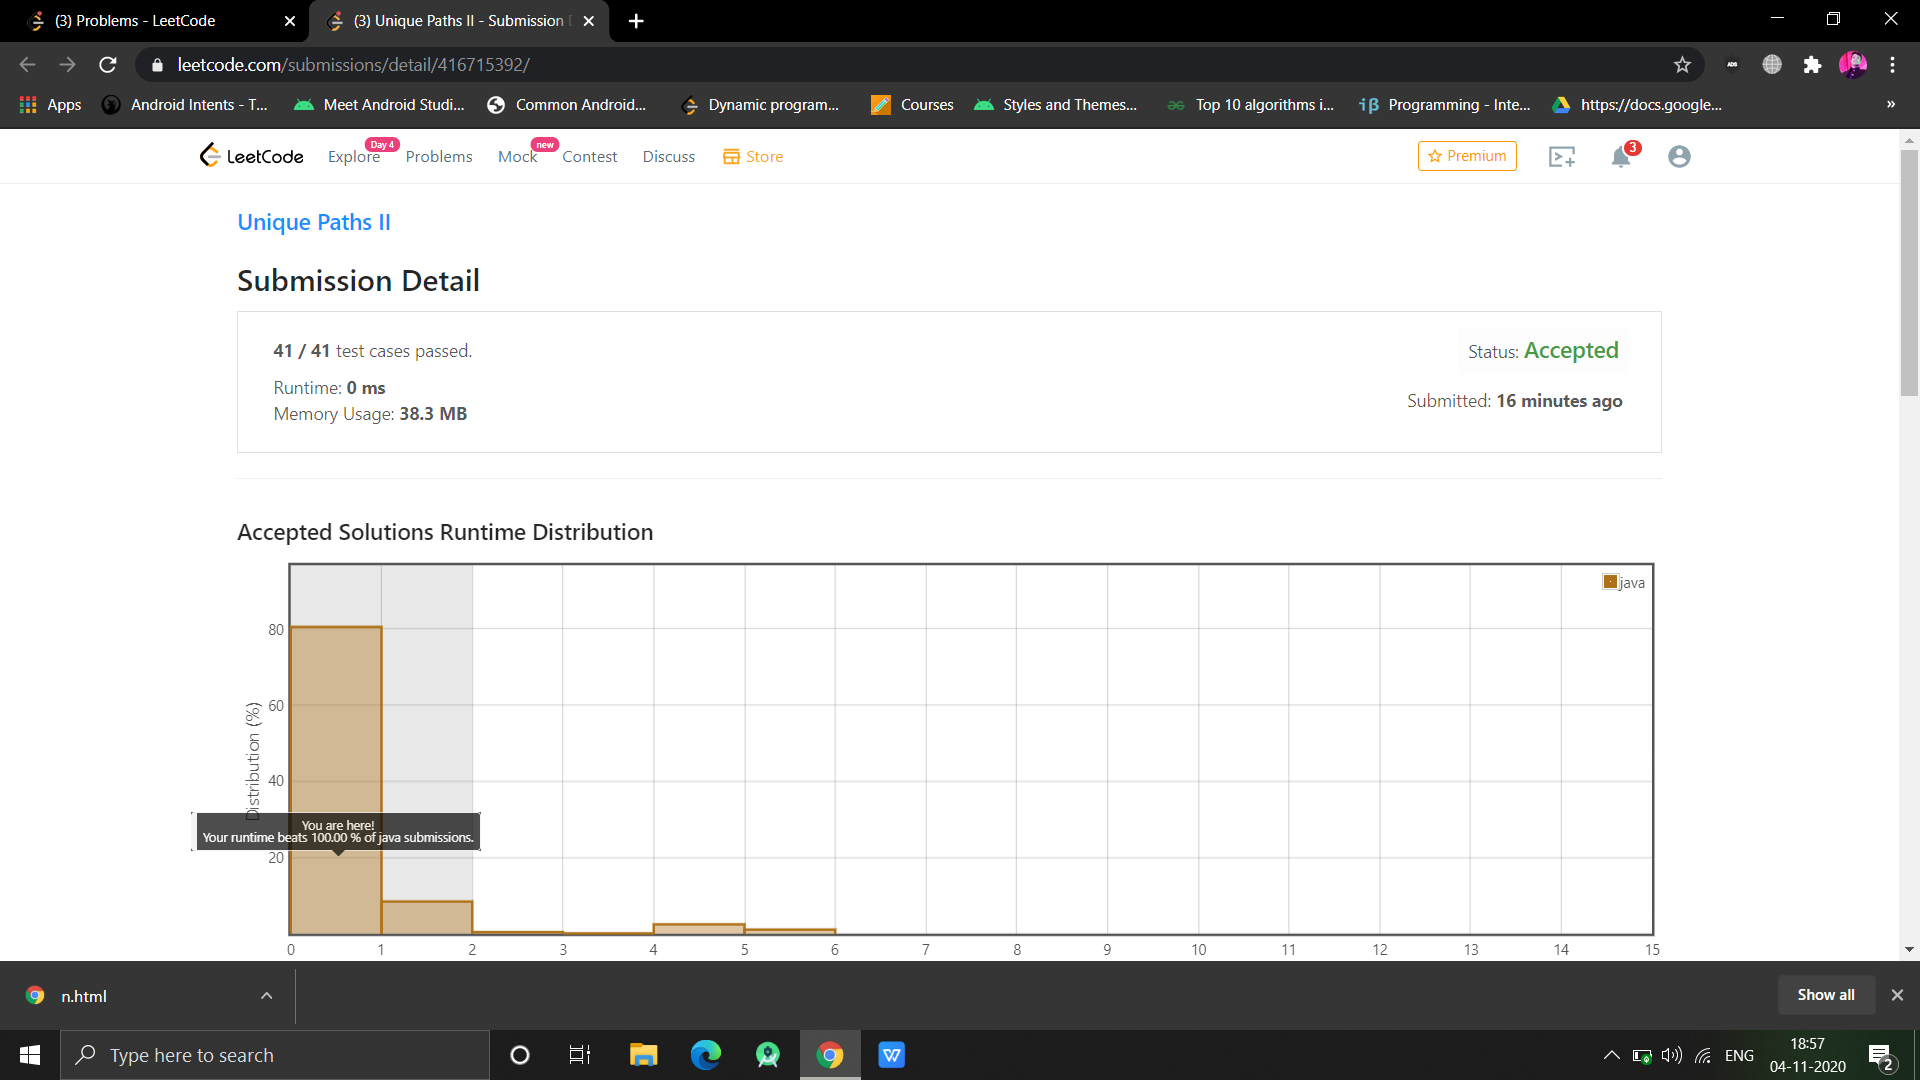 (3) Problems - LeetCode
(3) Unique Paths II - Submission D
leetcode.com/submissions/detail/416715392/
ADS
Apps
Android Intents - T...
Meet Android Studi...
Common Android...
Dynamic program...
Courses
Styles and Themes...
Top 10 algorithms i...
Programming - Inte...
https://docs.google...
»
LeetCode
Explore
Day 4
Problems
Mock
new
Contest
Discuss
Store
Premium
3
Unique Paths II
Submission Detail
41 / 41 test cases passed.
Status: Accepted
Runtime: 0 ms
Submitted: 16 minutes ago
Memory Usage: 38.3 MB
Accepted Solutions Runtime Distribution
java
80
60
40
20
Distribution (%)
You are here!
Your runtime beats 100.00 % of java submissions.
0 1 2 3 4 5 6 7 8 9 10 11 12 13 14 15
n.html
Show all
Type here to search
W
ENG
18:57
04-11-2020
2